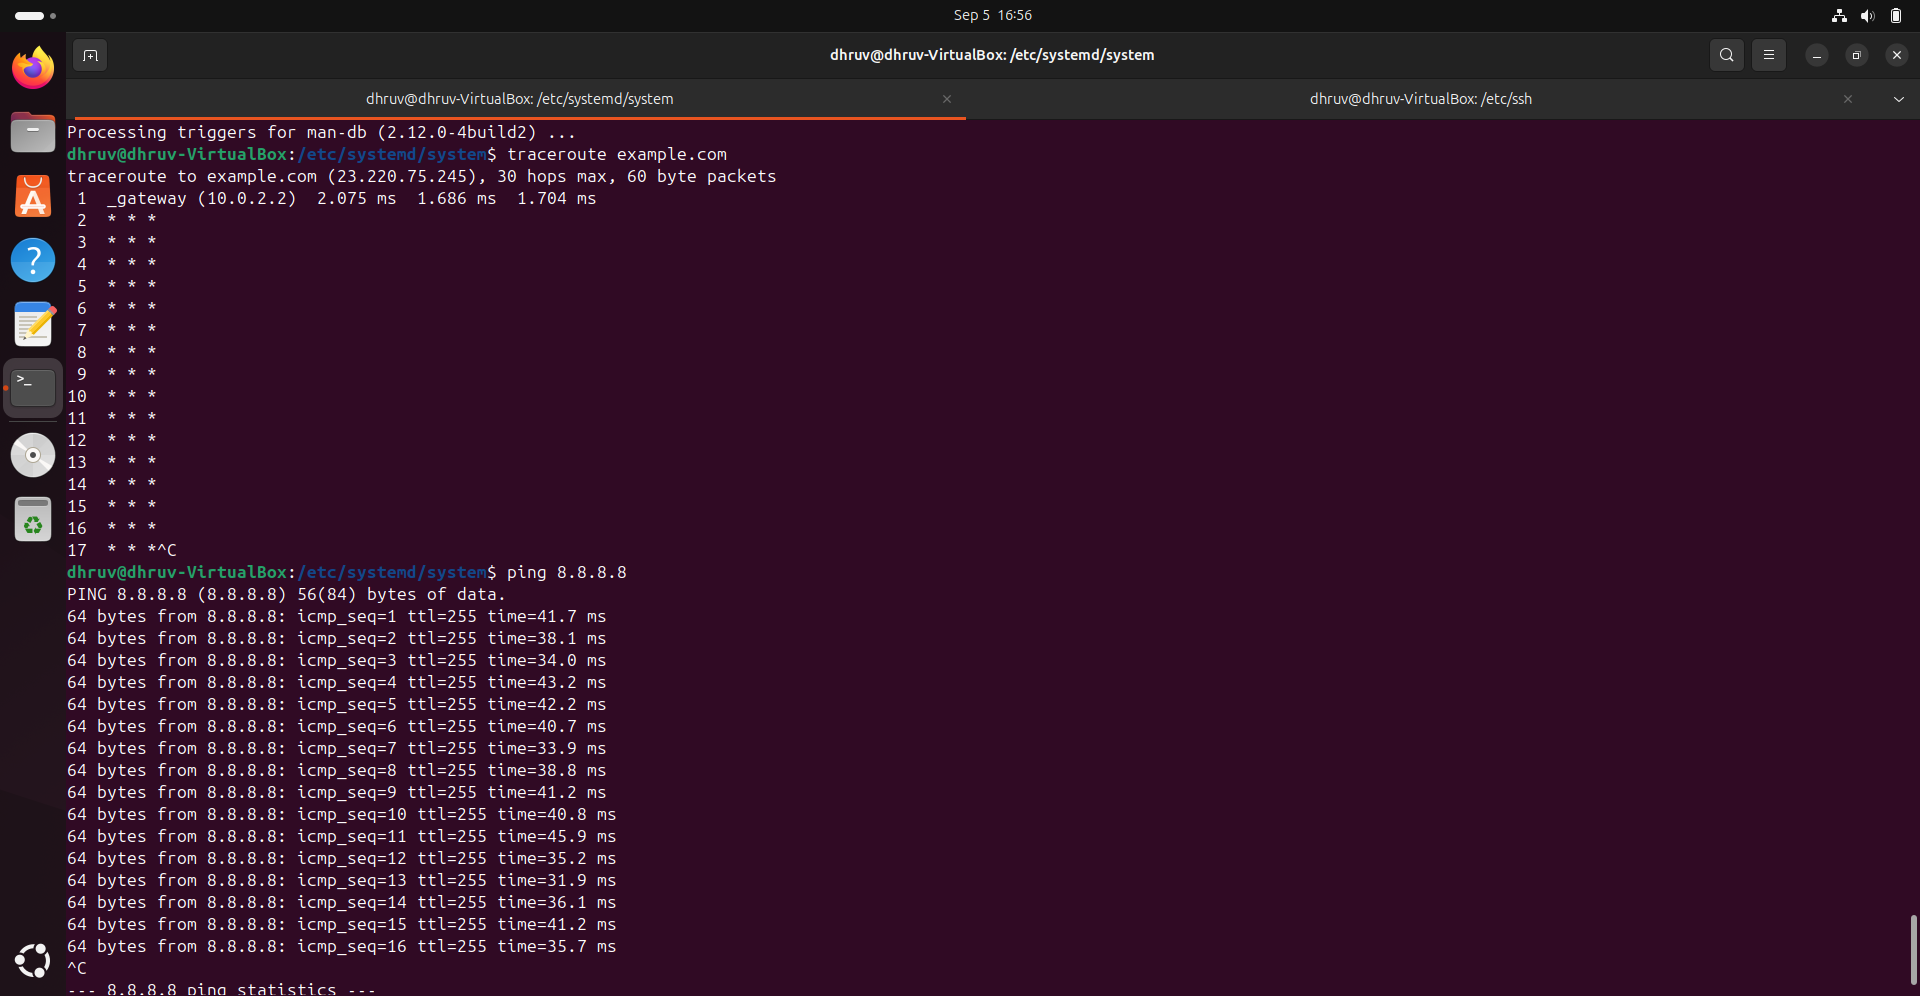 Sep 5 16:56
dhruv@dhruv-VirtualBox: /etc/systemd/system
dhruv@dhruv-VirtualBox: /etc/systemd/system
dhruv@dhruv-VirtualBox: /etc/ssh
Processing triggers for man-db (2.12.0-4build2) ...
dhruv@dhruv-VirtualBox:/etc/systemd/system$ traceroute example.com
traceroute to example.com (23.220.75.245), 30 hops max, 60 byte packets
 1  _gateway (10.0.2.2)  2.075 ms  1.686 ms  1.704 ms
 2  * * *
 3  * * *
 4  * * *
 5  * * *
 6  * * *
 7  * * *
 8  * * *
 9  * * *
10  * * *
11  * * *
12  * * *
13  * * *
14  * * *
15  * * *
16  * * *
17  * * *^C
dhruv@dhruv-VirtualBox:/etc/systemd/system$ ping 8.8.8.8
PING 8.8.8.8 (8.8.8.8) 56(84) bytes of data.
64 bytes from 8.8.8.8: icmp_seq=1 ttl=255 time=41.7 ms
64 bytes from 8.8.8.8: icmp_seq=2 ttl=255 time=38.1 ms
64 bytes from 8.8.8.8: icmp_seq=3 ttl=255 time=34.0 ms
64 bytes from 8.8.8.8: icmp_seq=4 ttl=255 time=43.2 ms
64 bytes from 8.8.8.8: icmp_seq=5 ttl=255 time=42.2 ms
64 bytes from 8.8.8.8: icmp_seq=6 ttl=255 time=40.7 ms
64 bytes from 8.8.8.8: icmp_seq=7 ttl=255 time=33.9 ms
64 bytes from 8.8.8.8: icmp_seq=8 ttl=255 time=38.8 ms
64 bytes from 8.8.8.8: icmp_seq=9 ttl=255 time=41.2 ms
64 bytes from 8.8.8.8: icmp_seq=10 ttl=255 time=40.8 ms
64 bytes from 8.8.8.8: icmp_seq=11 ttl=255 time=45.9 ms
64 bytes from 8.8.8.8: icmp_seq=12 ttl=255 time=35.2 ms
64 bytes from 8.8.8.8: icmp_seq=13 ttl=255 time=31.9 ms
64 bytes from 8.8.8.8: icmp_seq=14 ttl=255 time=36.1 ms
64 bytes from 8.8.8.8: icmp_seq=15 ttl=255 time=41.2 ms
64 bytes from 8.8.8.8: icmp_seq=16 ttl=255 time=35.7 ms
^C
--- 8.8.8.8 ping statistics ---